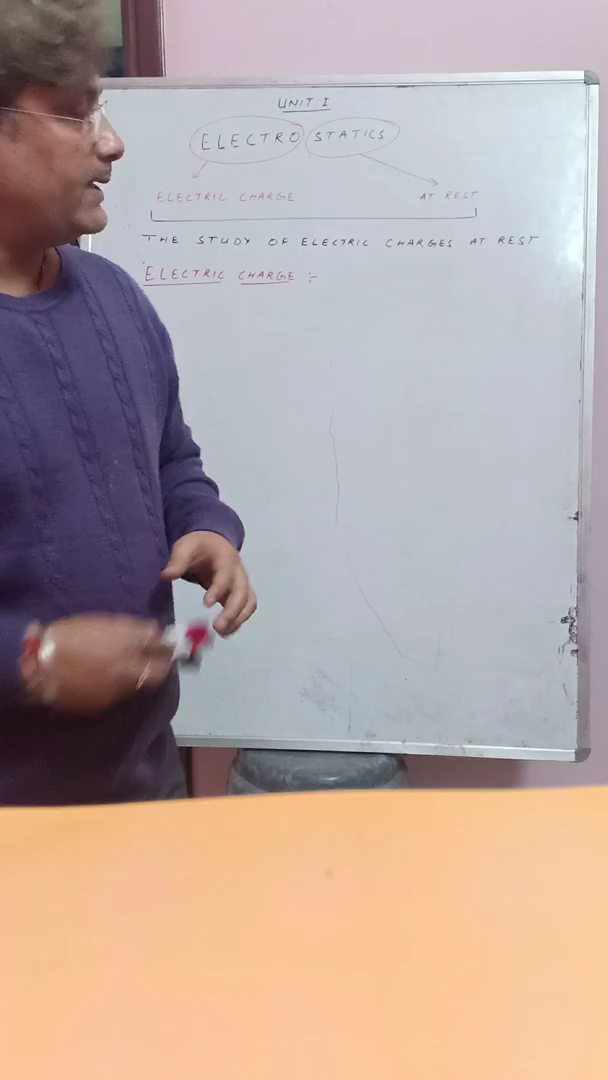 UNIT I
ELECTRO STATICS
ELECTRIC CHARGE AT REST
THE STUDY OF ELECTRIC CHARGES AT REST
ELECTRIC CHARGE :-